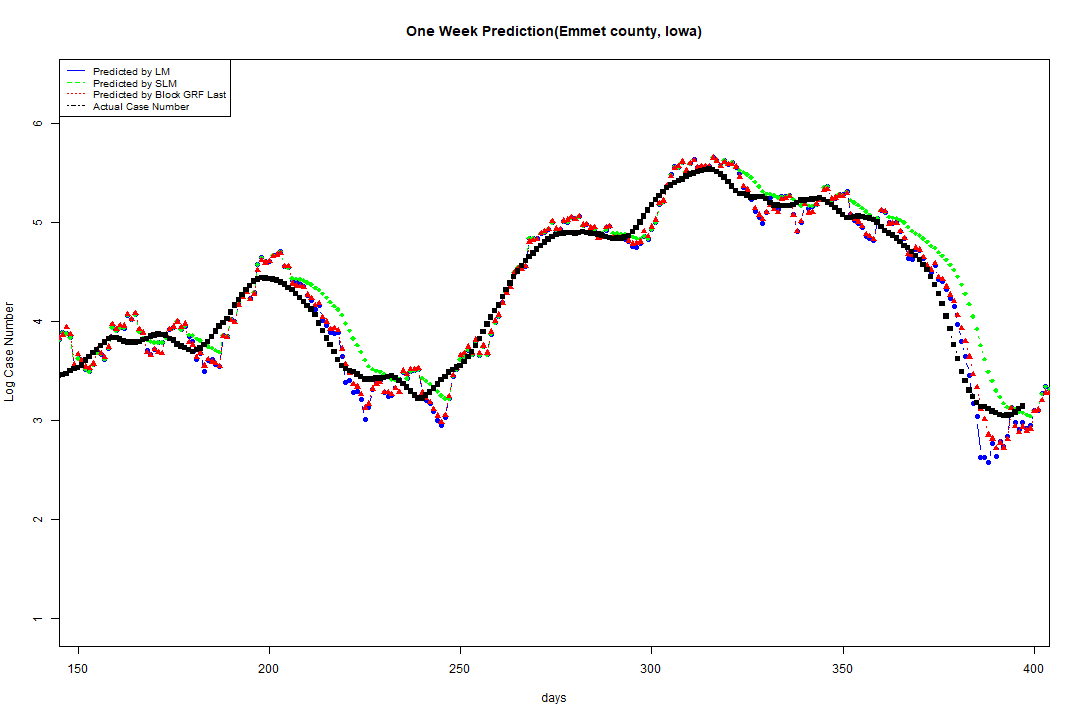 One Week Prediction(Emmet county, Iowa)
Predicted by LM
Predicted by SLM
Predicted by Block GRF Last
Actual Case Number
6
5
4
3
2
1
Log Case Number
150 200 250 300 350 400
days